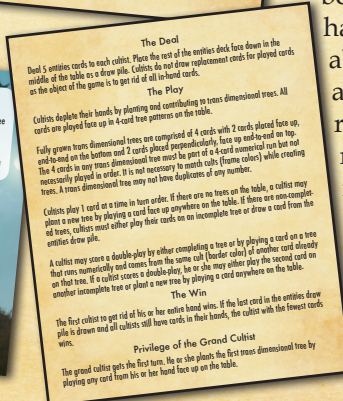 The Deal
Deal 5 entities cards to each cultist. Place the rest of the entities deck face down in the
middle of the table as a draw pile. Cultists do not draw replacement cards for played cards
as the object of the game is to get rid of all in-hand cards.
The Play
Cultists deplete their hands by planting and contributing to trans dimensional trees. All
cards are played face up in 4-card tree patterns on the table.
Fully grown trans dimensional trees are comprised of 4 cards with 2 cards placed face up,
end-to-end on the bottom and 2 cards placed perpendicularly, face up end-to-end on top.
The 4 cards in any trans dimensional tree must be part of a 4-card numerical run but not
necessarily played in order. It is not necessary to match cults (frame colors) while creating
trees. A trans dimensional tree may not have duplicates of any number.
Cultists play 1 card at a time in turn order. If there are no trees on the table, a cultist may
plant a new tree by playing a card face up anywhere on the table. If there are non-complet-
ed trees, cultists must either play their cards on an incomplete tree or draw a card from the
entities draw pile.
A cultist may score a double-play by either completing a tree or by playing a card on a tree
that runs numerically and comes from the same cult (border color) of another card already
on that tree. If a cultist scores a double-play, he or she may either play the second card on
another incomplete tree or plant a new tree by playing a card anywhere on the table.
The Win
The first cultist to get rid of his or her entire hand wins. If the last card in the entities draw
pile is drawn and all cultists still have cards in their hands, the cultist with the fewest cards
wins.
Privilege of the Grand Cultist
The grand cultist gets the first turn. He or she plants the first trans dimensional tree by
playing any card from his or her hand face up on the table.